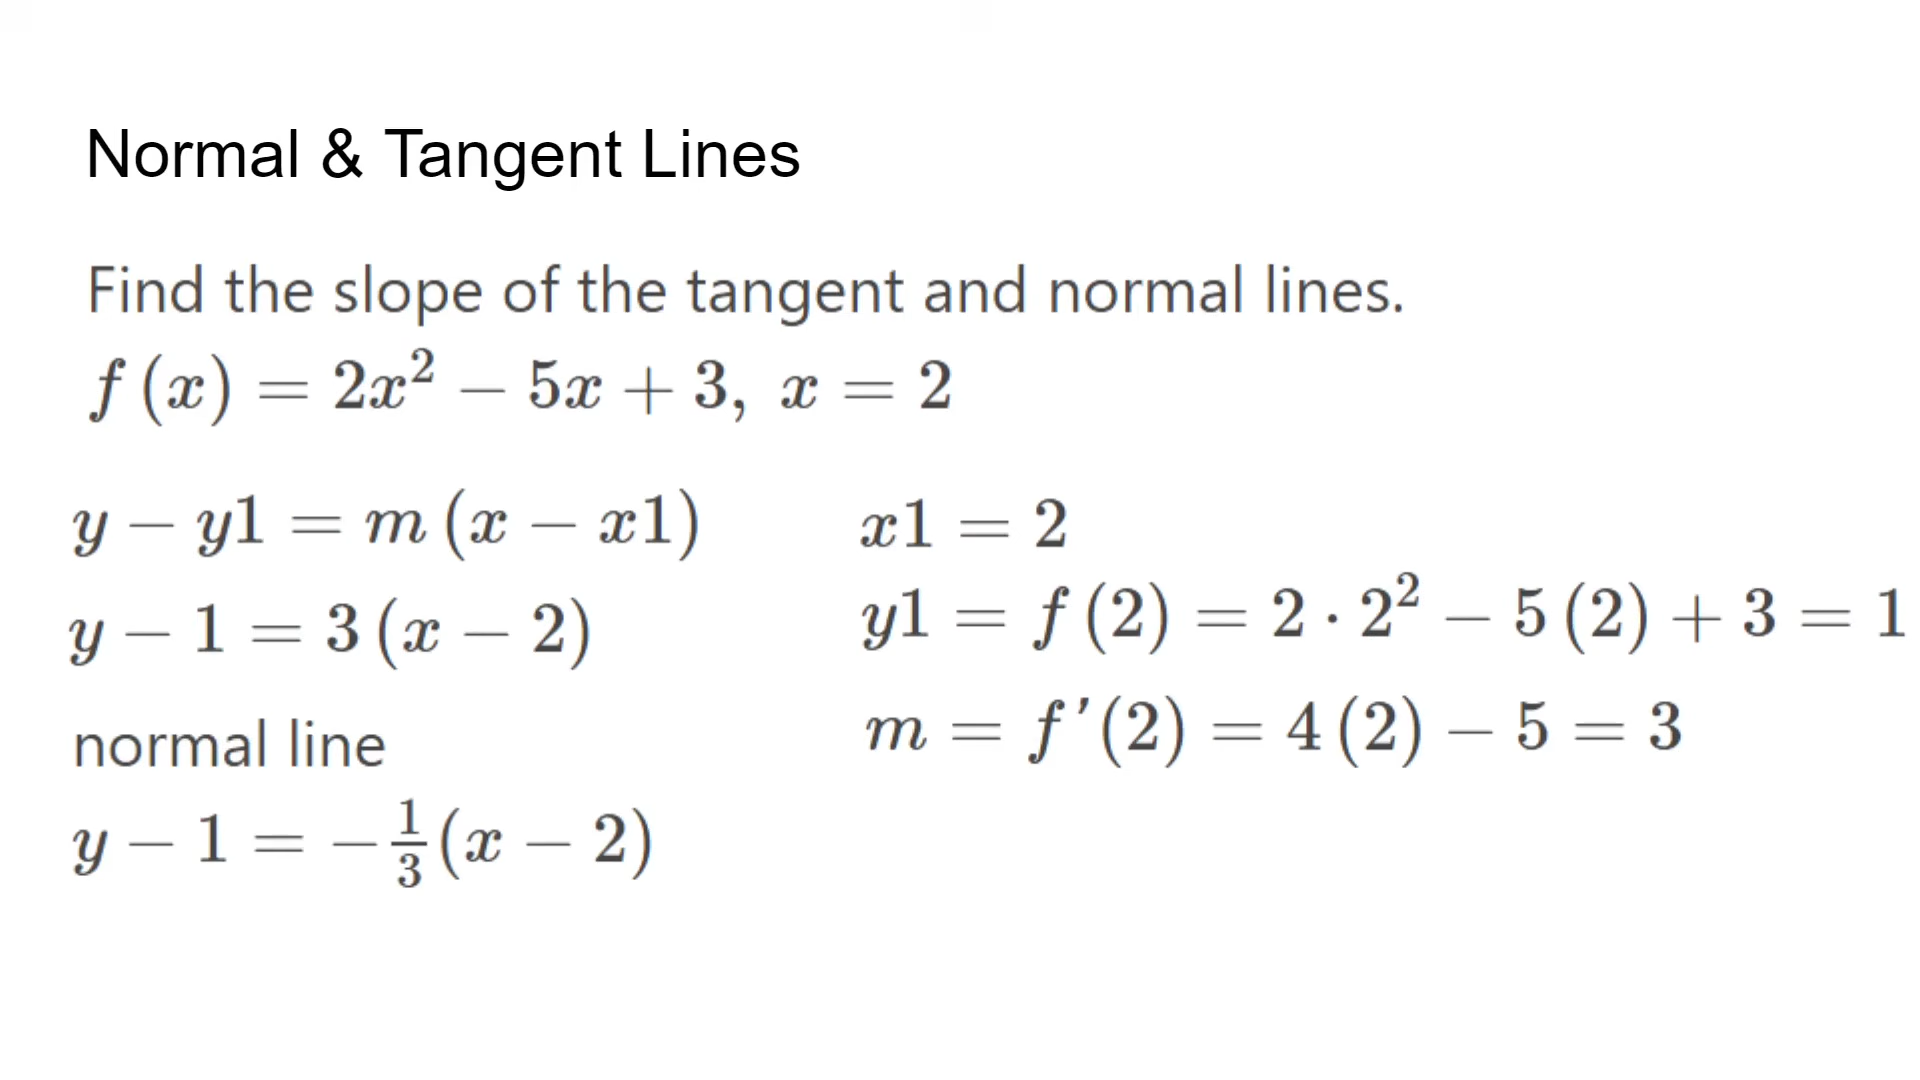 Normal & Tangent Lines
Find the slope of the tangent and normal lines.
f (x) = 2x² − 5x + 3, x = 2
y − y1 = m (x − x1)
y − 1 = 3 (x − 2)
normal line
y − 1 = −1/3 (x − 2)
x1 = 2
y1 = f (2) = 2 · 2² − 5 (2) + 3 = 1
m = f ′(2) = 4 (2) − 5 = 3